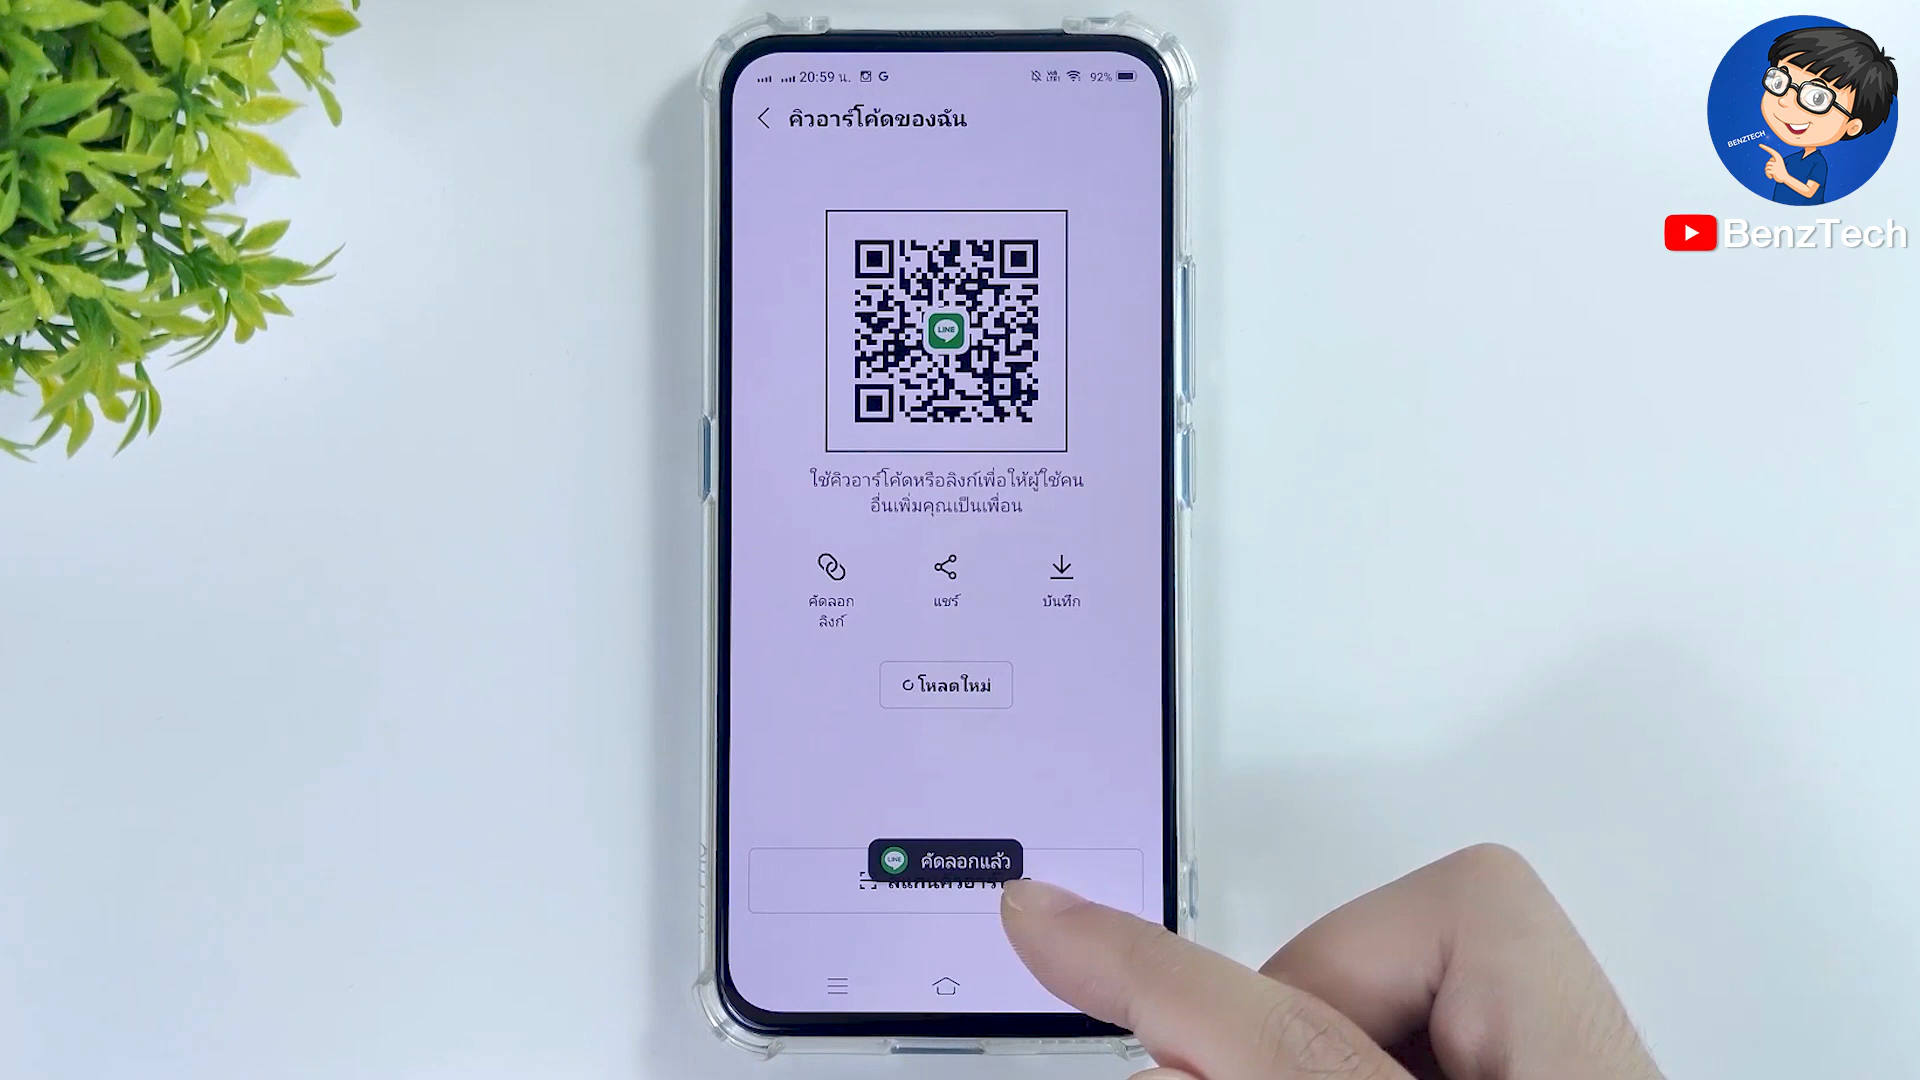 20:59 น.
92%
คิวอาร์โค้ดของฉัน
LINE
ใช้คิวอาร์โค้ดหรือลิงก์เพื่อให้ผู้ใช้คน
อื่นเพิ่มคุณเป็นเพื่อน
คัดลอก
ลิงก์
แชร์
บันทึก
โหลดใหม่
LINE
คัดลอกแล้ว
BENZTECH
BenzTech